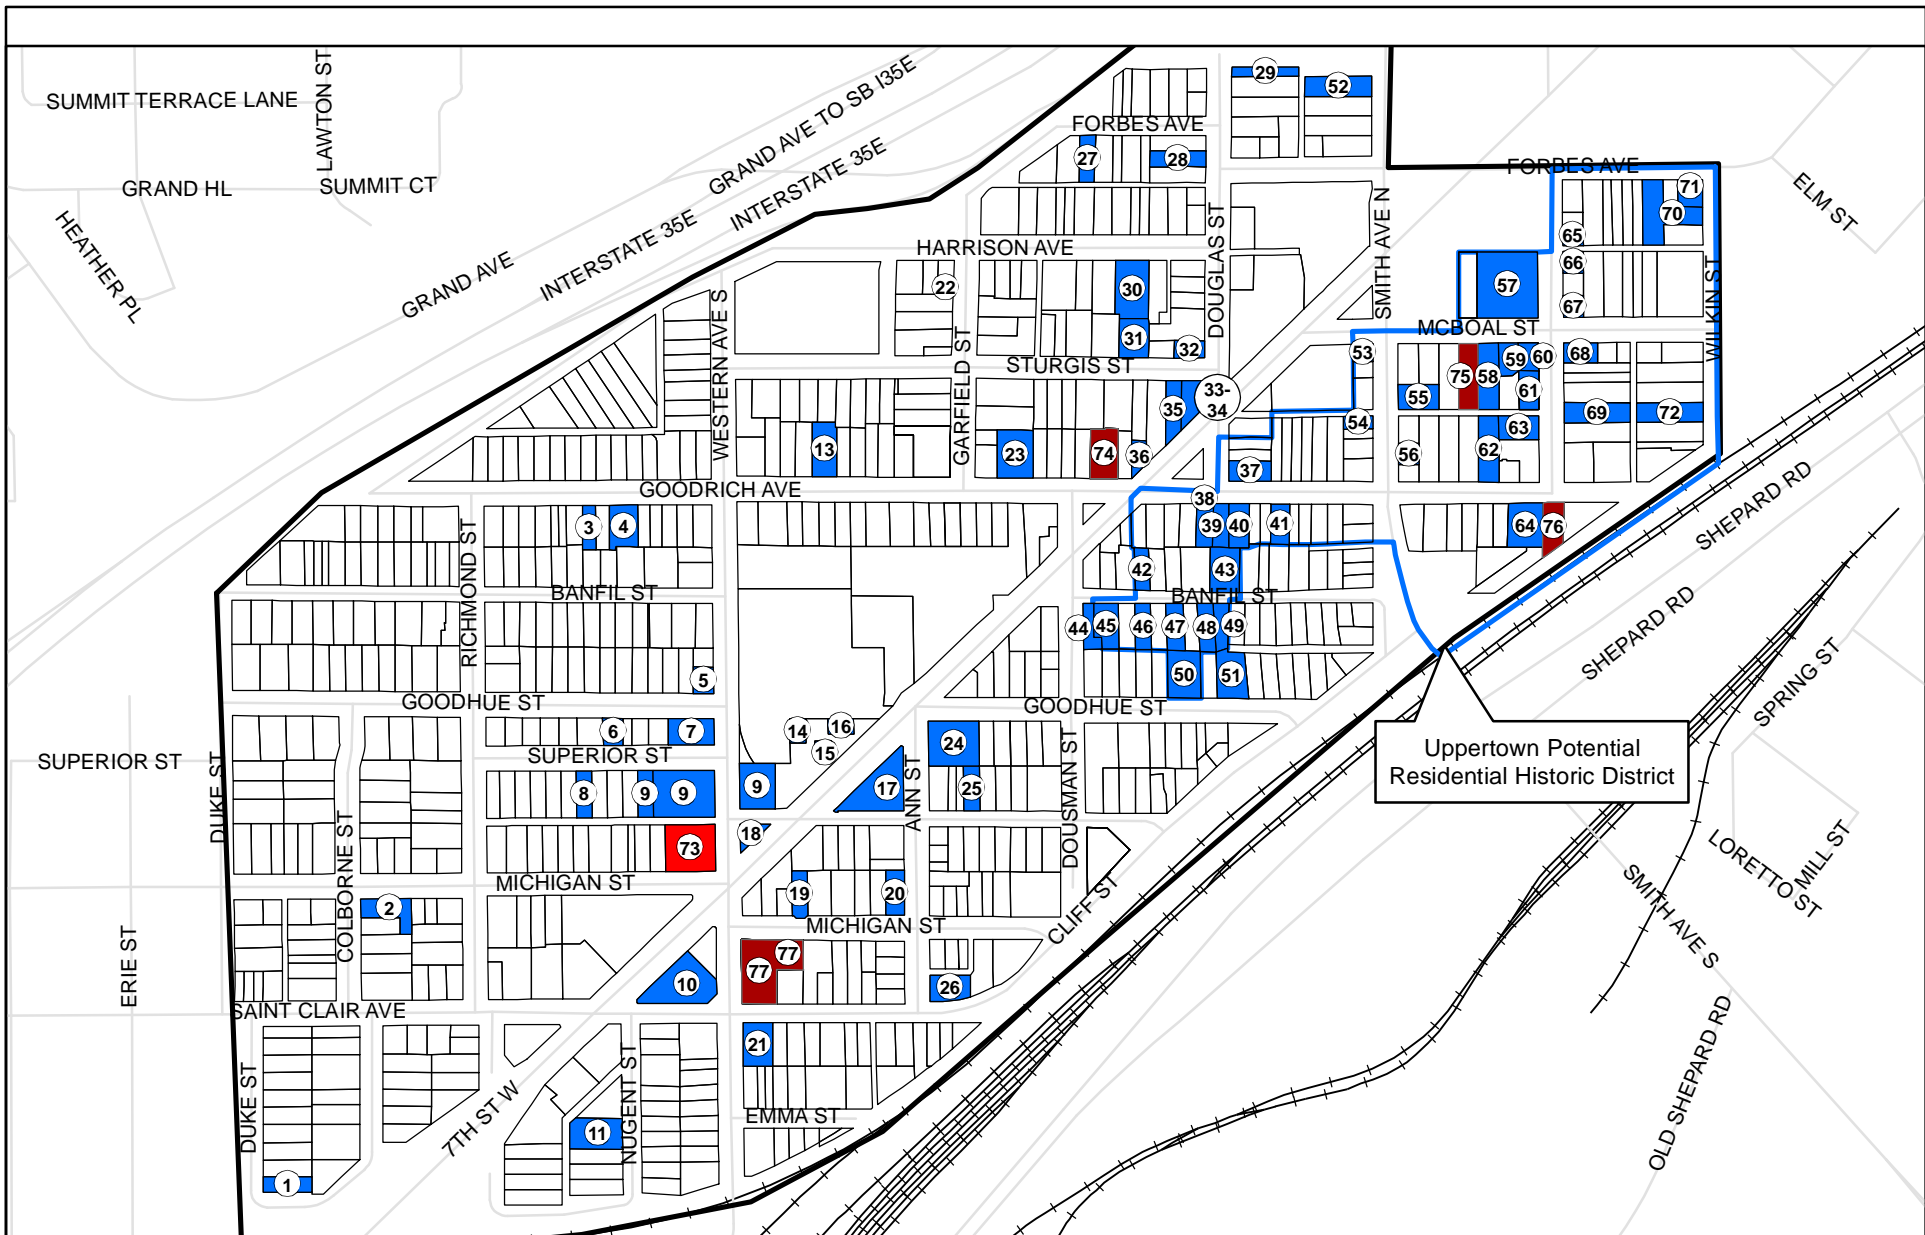 SUMMIT TERRACE LANE
LAWTON ST
GRAND HL
SUMMIT CT
HEATHER PL
GRAND AVE
GRAND AVE TO SB I35E
INTERSTATE 35E
INTERSTATE 35E
29
52
FORBES AVE
27
28
FORBES AVE
71
70
ELM ST
65
66
67
HARRISON AVE
22
30
31
32
DOUGLAS ST
SMITH AVE N
57
WILKIN ST
MCBOAL ST
WESTERN AVE S
GARFIELD ST
STURGIS ST
33-
34
35
53
75
58
59
60
61
68
55
54
69
72
63
62
56
13
23
74
36
37
GOODRICH AVE
38
39
40
41
64
76
SHEPARD RD
3
4
RICHMOND ST
BANFIL ST
42
43
BANFIL ST
44
45
46
47
48
49
SHEPARD RD
SPRING ST
5
50
51
GOODHUE ST
GOODHUE ST
6
7
14
16
15
24
SUPERIOR ST
SUPERIOR ST
DUKE ST
Uppertown Potential
Residential Historic District
8
9
9
9
17
ANN ST
25
DOUSMAN ST
COLBORNE ST
73
18
LORETTO ST
MILL ST
MICHIGAN ST
19
20
SMITH AVE S
2
MICHIGAN ST
CLIFF ST
ERIE ST
77
77
10
26
SAINT CLAIR AVE
OLD SHEPARD RD
21
DUKE ST
7TH ST W
NUGENT ST
11
EMMA ST
1